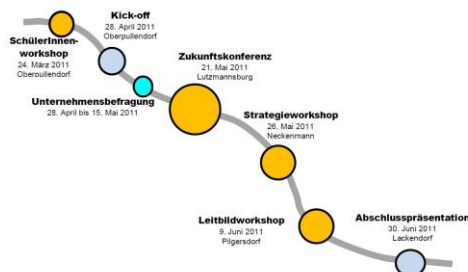 SchülerInnen-
workshop
24. März 2011
Oberpullendorf
Kick-off
28. April 2011
Oberpullendorf
Unternehmensbefragung
28. April bis 15. Mai 2011
Zukunftskonferenz
21. Mai 2011
Lutzmannsburg
Strategieworkshop
26. Mai 2011
Neckenmann
Leitbildworkshop
9. Juni 2011
Pilgersdorf
Abschlusspräsentation
30. Juni 2011
Lackendorf